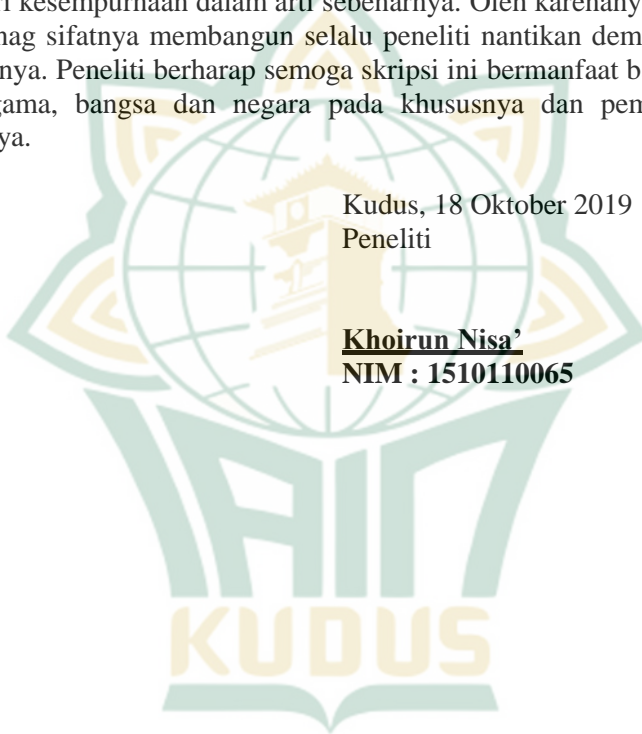 kesempurnaan dalam arti sebenarnya. Oleh karenany
nag sifatnya membangun selalu peneliti nantikan dem
nya. Peneliti berharap semoga skripsi ini bermanfaat b
gama, bangsa dan negara pada khususnya dan pem
ya.
Kudus, 18 Oktober 2019
Peneliti
Khoirun Nisa’
NIM : 1510110065
IAIN
KUDUS